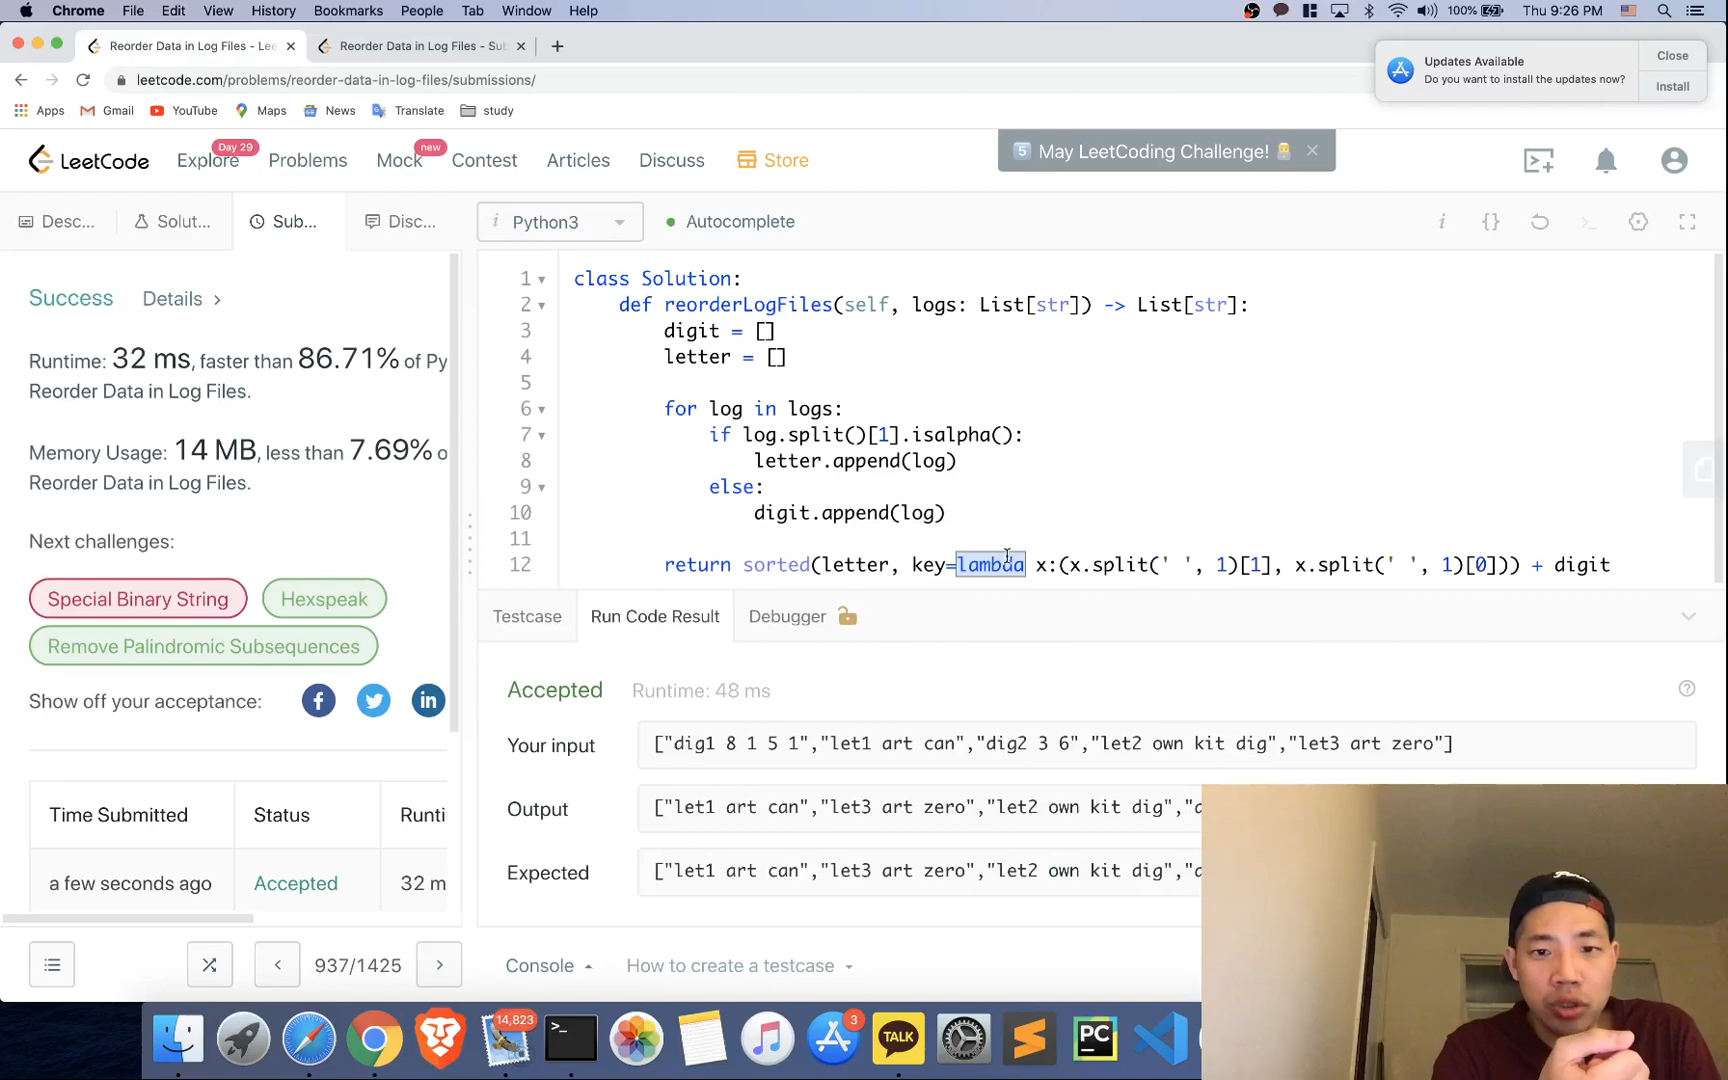 Chrome File Edit View History Bookmarks People Tab Window Help 100% Thu 9:26 PM
Reorder Data in Log Files - Lee Reorder Data in Log Files - Sub
Updates Available
Do you want to install the updates now?
Close
Install
leetcode.com/problems/reorder-data-in-log-files/submissions/
Apps Gmail YouTube Maps News Translate study
LeetCode Explore Day 29 Problems Mock new Contest Articles Discuss Store
5 May LeetCoding Challenge!
Desc... Solut... Sub... Disc...
i Python3 Autocomplete
Success Details >
Runtime: 32 ms, faster than 86.71% of Py
Reorder Data in Log Files.
Memory Usage: 14 MB, less than 7.69% o
Reorder Data in Log Files.
Next challenges:
Special Binary String Hexspeak
Remove Palindromic Subsequences
Show off your acceptance:
Time Submitted Status Runti
a few seconds ago Accepted 32 m
937/1425
1 class Solution:
2 def reorderLogFiles(self, logs: List[str]) -> List[str]:
3 digit = []
4 letter = []
5
6 for log in logs:
7 if log.split()[1].isalpha():
8 letter.append(log)
9 else:
10 digit.append(log)
11
12 return sorted(letter, key=lambda x:(x.split(' ', 1)[1], x.split(' ', 1)[0])) + digit
Testcase Run Code Result Debugger
Accepted Runtime: 48 ms
Your input ["dig1 8 1 5 1","let1 art can","dig2 3 6","let2 own kit dig","let3 art zero"]
Output ["let1 art can","let3 art zero","let2 own kit dig","d
Expected ["let1 art can","let3 art zero","let2 own kit dig","d
Console How to create a testcase
14,823 3
TALK
PC